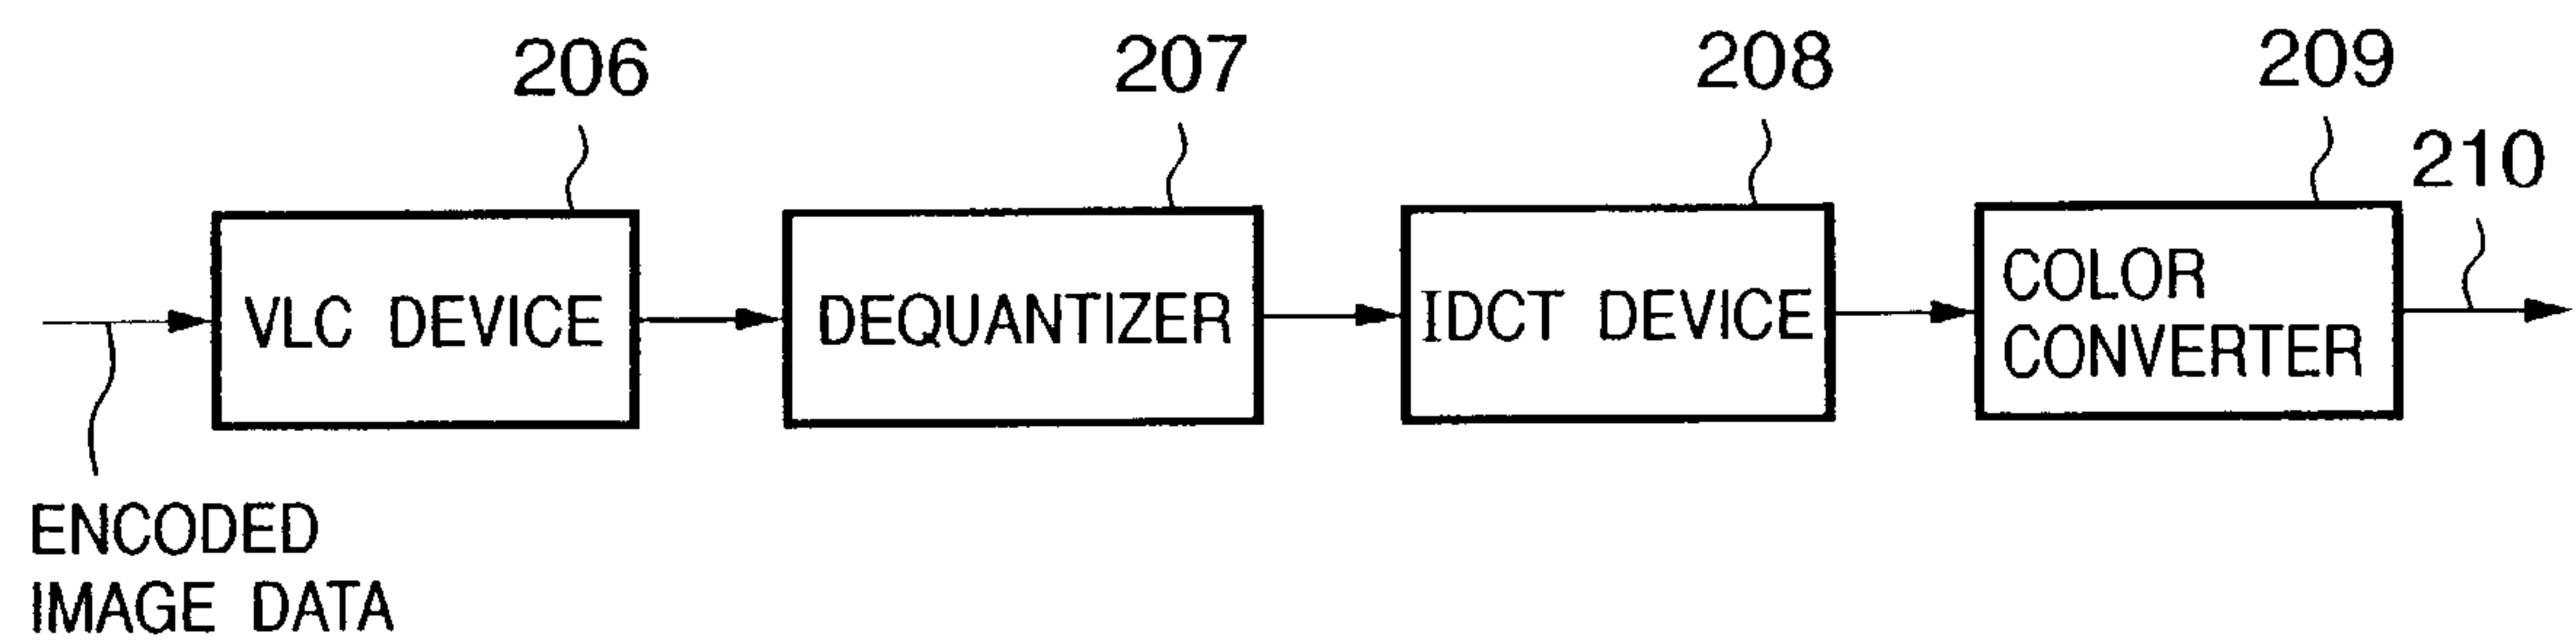 206
207
208
209
210
VLC DEVICE
DEQUANTIZER
IDCT DEVICE
COLOR
CONVERTER
ENCODED
IMAGE DATA